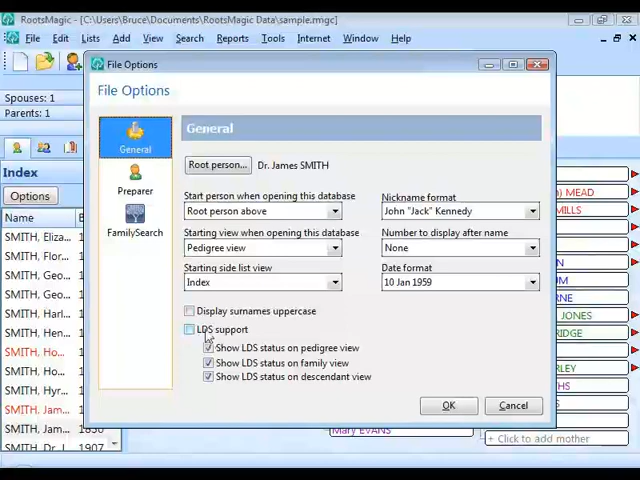 RootsMagic - [C:\Users\Bruce\Documents\RootsMagic Data\sample.rmgc]
File Edit Lists Add View Search Reports Tools Internet Window Help
Spouses: 1
Parents: 1
Index
Options
Name
SMITH, Eliza...
SMITH, Flor...
SMITH, Geo...
SMITH, Geo...
SMITH, Geo...
SMITH, Har...
SMITH, Ho...
SMITH, Ho...
SMITH, Hyr...
SMITH, Jam...
SMITH, Jam... 1850
SMITH, Dr. J... 1907
File Options
File Options
General
Preparer
FamilySearch
General
Root person... Dr. James SMITH
Start person when opening this database
Root person above
Starting view when opening this database
Pedigree view
Starting side list view
Index
Nickname format
John "Jack" Kennedy
Number to display after name
None
Date format
10 Jan 1959
Display surnames uppercase
LDS support
Show LDS status on pedigree view
Show LDS status on family view
Show LDS status on descendant view
OK Cancel
) MEAD
MILLS
JONES
Mary EVANS
+ Click to add mother